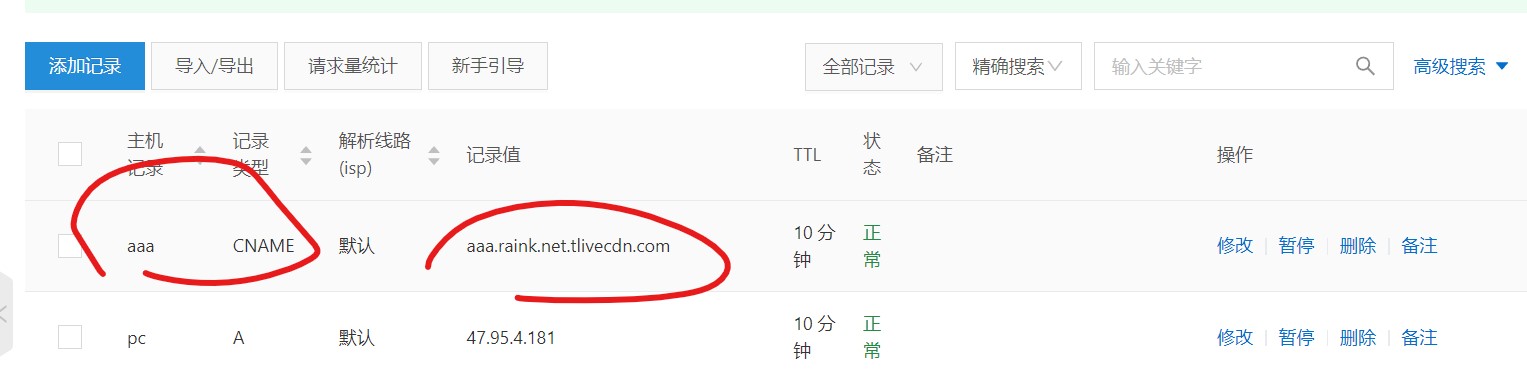 添加记录 导入/导出 请求量统计 新手引导 全部记录 精确搜索 输入关键字 高级搜索
主机记录 记录类型 解析线路(isp) 记录值 TTL 状态 备注 操作
aaa CNAME 默认 aaa.raink.net.tlivecdn.com 10 分钟 正常 修改 暂停 删除 备注
pc A 默认 47.95.4.181 10 分钟 正常 修改 暂停 删除 备注